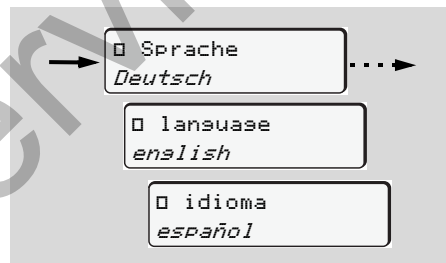 □ Sprache
Deutsch
□ language
english
□ idioma
español